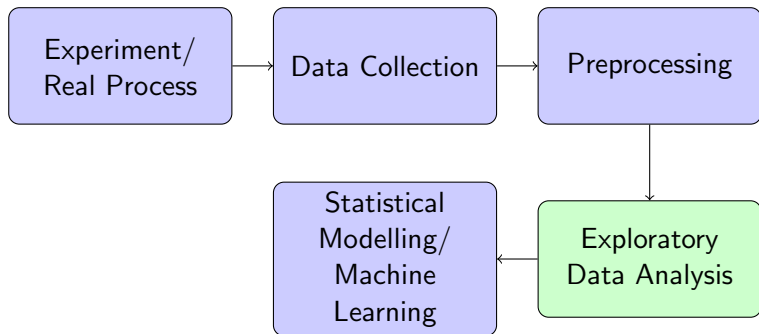 Experiment/
Real Process
Data Collection
Preprocessing
Statistical
Modelling/
Machine
Learning
Exploratory
Data Analysis